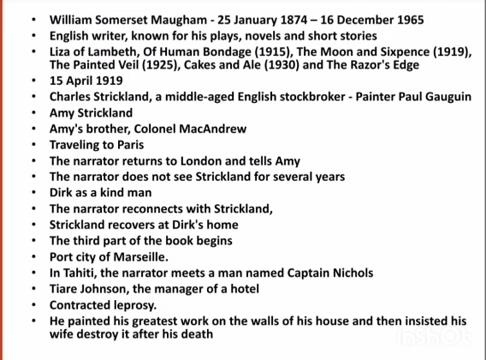 • William Somerset Maugham - 25 January 1874 – 16 December 1965
• English writer, known for his plays, novels and short stories
• Liza of Lambeth, Of Human Bondage (1915), The Moon and Sixpence (1919),
The Painted Veil (1925), Cakes and Ale (1930) and The Razor's Edge
• 15 April 1919
• Charles Strickland, a middle-aged English stockbroker - Painter Paul Gauguin
• Amy Strickland
• Amy's brother, Colonel MacAndrew
• Traveling to Paris
• The narrator returns to London and tells Amy
• The narrator does not see Strickland for several years
• Dirk as a kind man
• The narrator reconnects with Strickland,
• Strickland recovers at Dirk's home
• The third part of the book begins
• Port city of Marseille.
• In Tahiti, the narrator meets a man named Captain Nichols
• Tiare Johnson, the manager of a hotel
• Contracted leprosy.
• He painted his greatest work on the walls of his house and then insisted his
wife destroy it after his death
InShOt